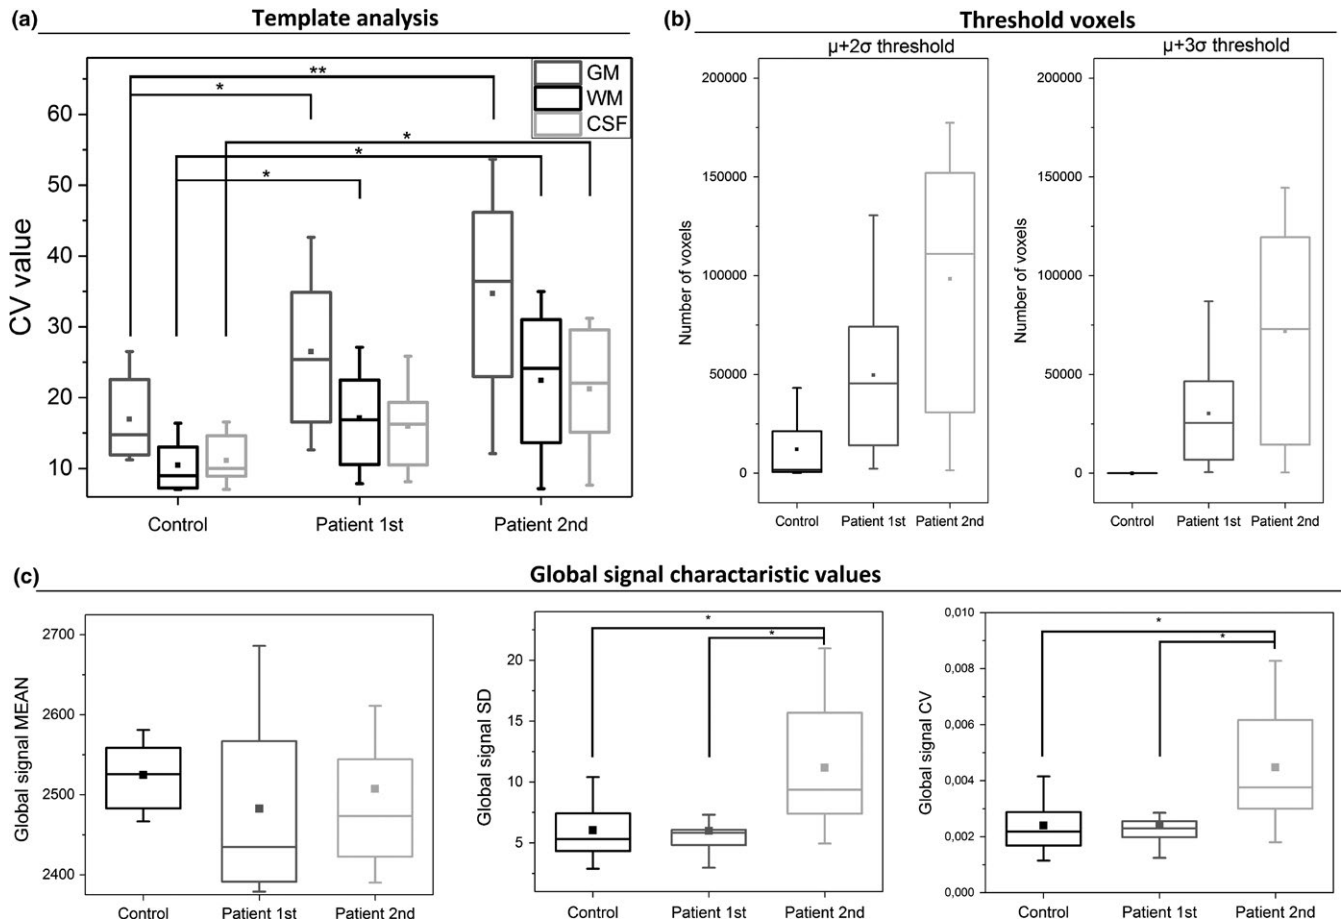 (a) Template analysis
**
*
*
*
*
GM
WM
CSF
CV value
60
50
40
30
20
10
Control Patient 1st Patient 2nd
(b) Threshold voxels
μ+2σ threshold
Number of voxels
200000
150000
100000
50000
0
Control Patient 1st Patient 2nd
μ+3σ threshold
Number of voxels
200000
150000
100000
50000
0
Control Patient 1st Patient 2nd
(c) Global signal charactaristic values
Global signal MEAN
2700
2600
2500
2400
Control Patient 1st Patient 2nd
Global signal SD
20
15
10
5
*
*
Control Patient 1st Patient 2nd
Global signal CV
0,010
0,008
0,006
0,004
0,002
0,000
*
*
Control Patient 1st Patient 2nd